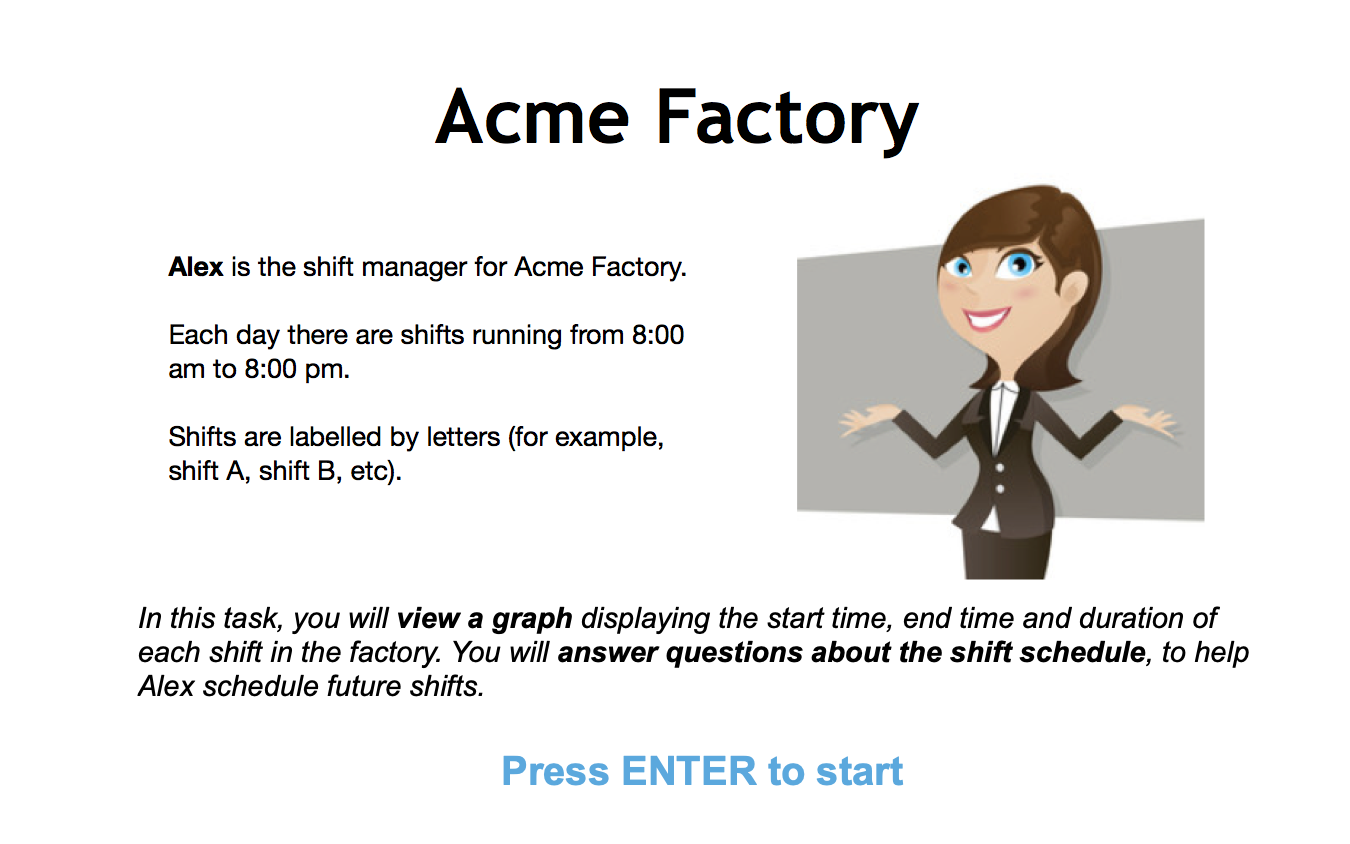 Acme Factory
Alex is the shift manager for Acme Factory.
Each day there are shifts running from 8:00
am to 8:00 pm.
Shifts are labelled by letters (for example,
shift A, shift B, etc).
In this task, you will view a graph displaying the start time, end time and duration of
each shift in the factory. You will answer questions about the shift schedule, to help
Alex schedule future shifts.
Press ENTER to start